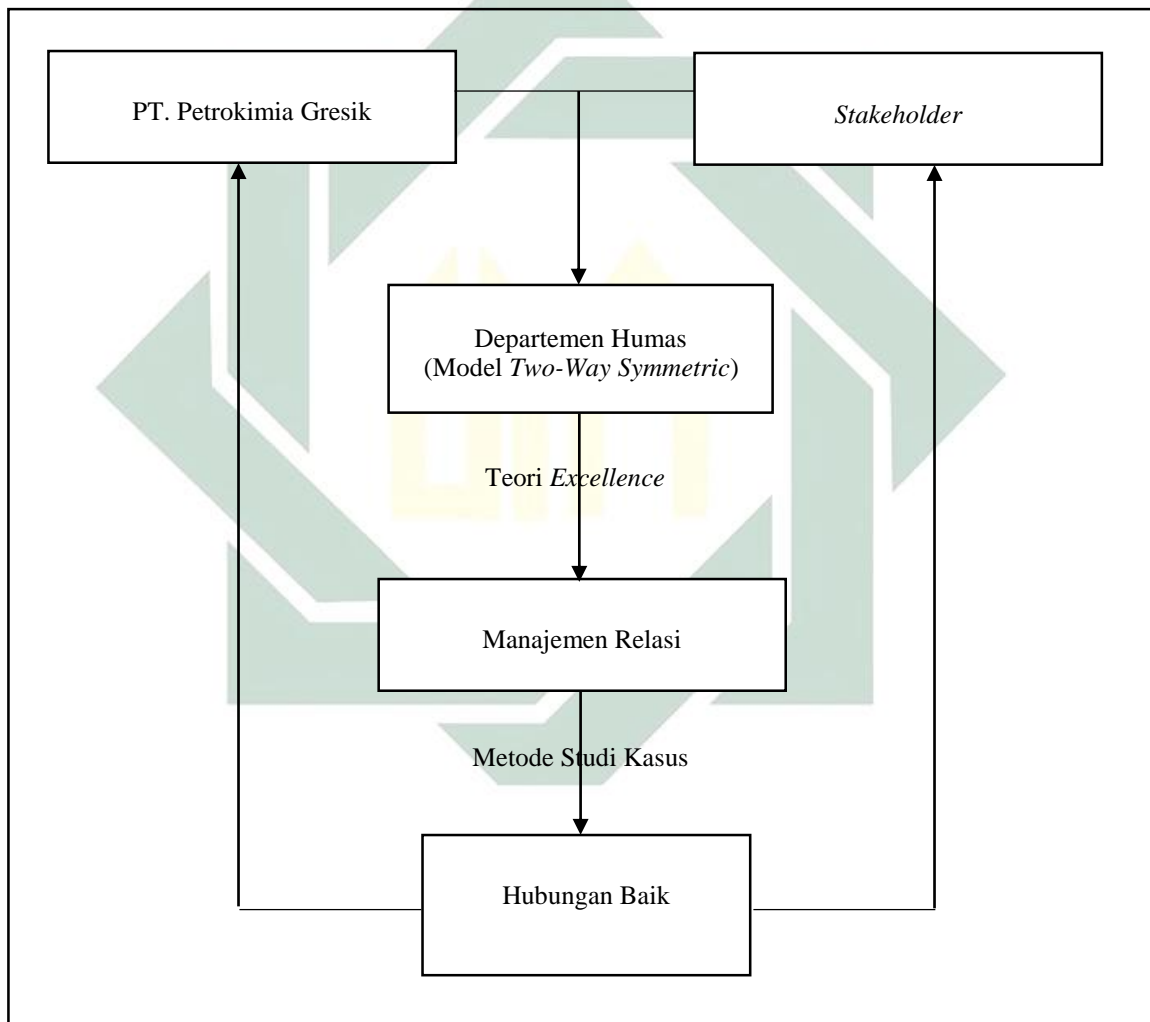 PT. Petrokimia Gresik
Stakeholder
Departemen Humas
(Model Two-Way Symmetric)
Teori Excellence
Manajemen Relasi
Metode Studi Kasus
Hubungan Baik